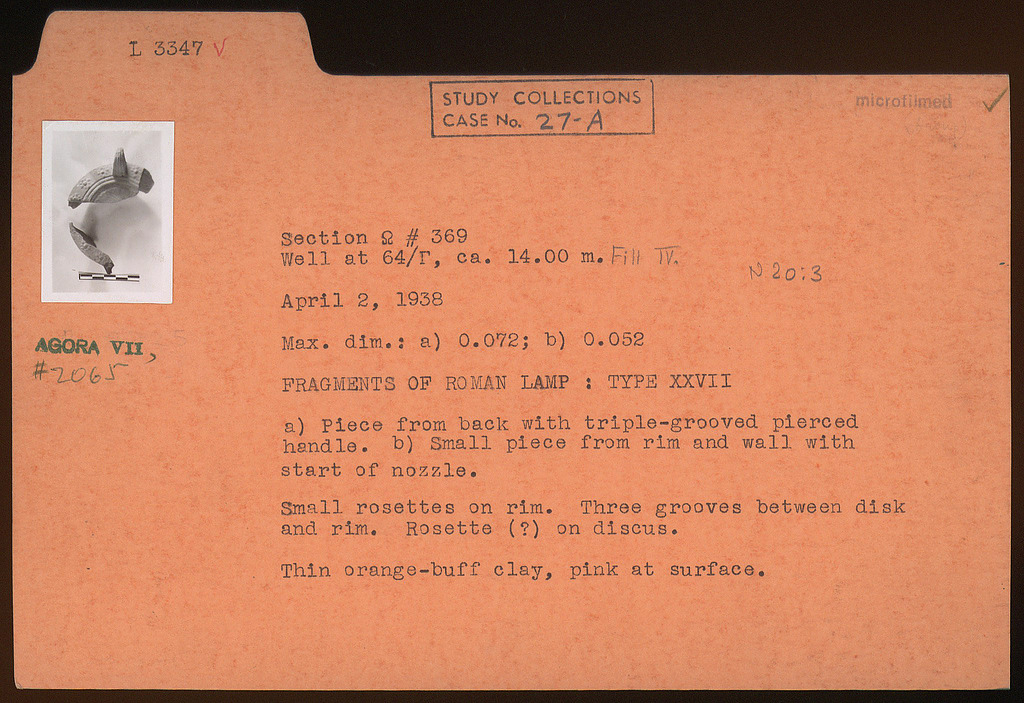 L 3347 √
STUDY COLLECTIONS
CASE No. 27-A
microfilmed ✓
Section Ω # 369
Well at 64/Γ, ca. 14.00 m. Fill IV.
N 20:3
April 2, 1938
AGORA VII,
#2065
Max. dim.: a) 0.072; b) 0.052
FRAGMENTS OF ROMAN LAMP : TYPE XXVII
a) Piece from back with triple-grooved pierced
handle. b) Small piece from rim and wall with
start of nozzle.
Small rosettes on rim. Three grooves between disk
and rim. Rosette (?) on discus.
Thin orange-buff clay, pink at surface.